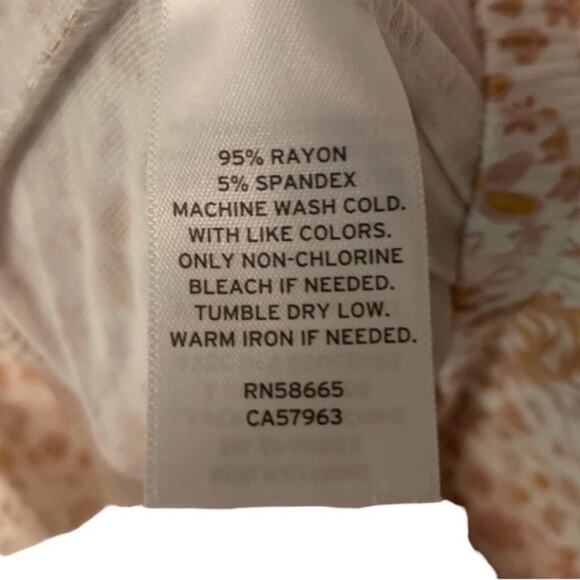 95% RAYON
5% SPANDEX
MACHINE WASH COLD.
WITH LIKE COLORS.
ONLY NON-CHLORINE
BLEACH IF NEEDED.
TUMBLE DRY LOW.
WARM IRON IF NEEDED.
RN58665
CA57963